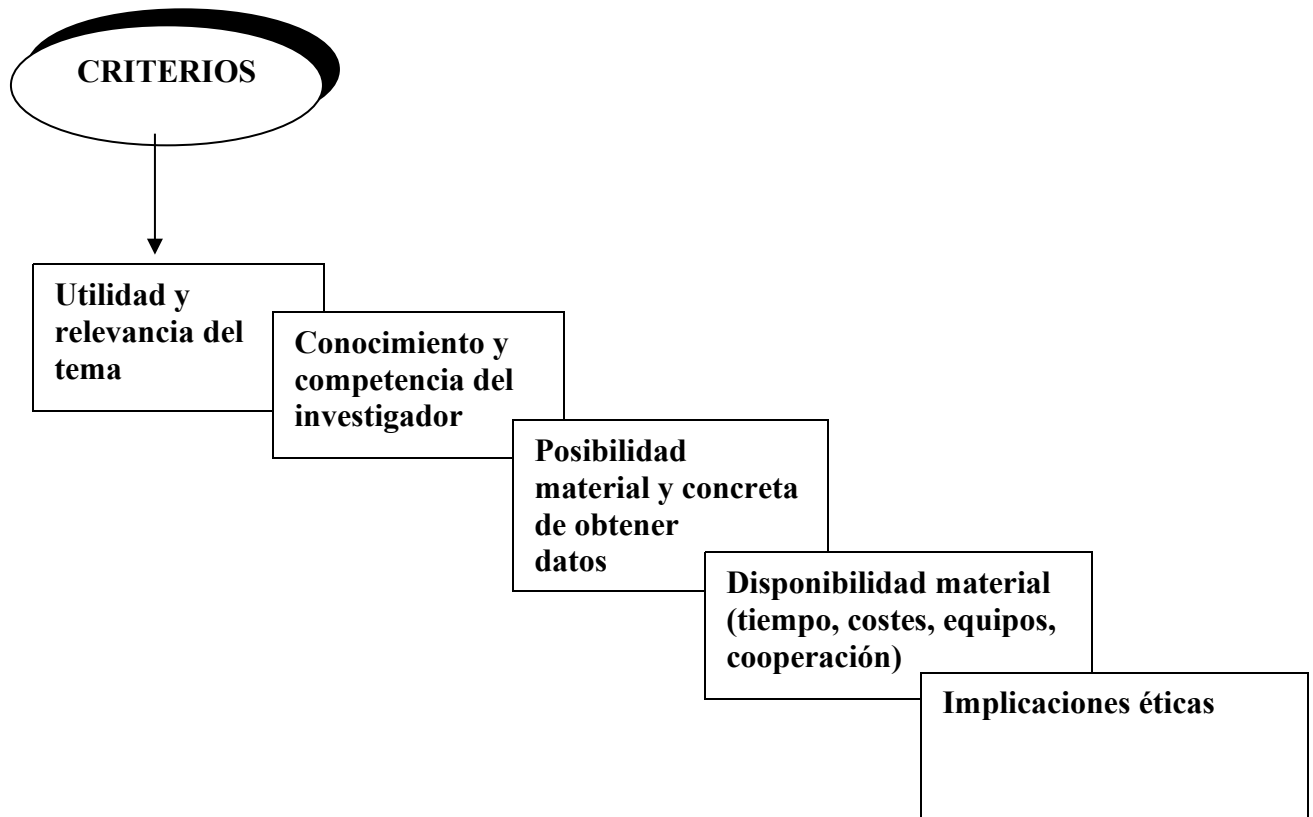 CRITERIOS
Utilidad y
relevancia del
tema
Conocimiento y
competencia del
investigador
Posibilidad
material y concreta
de obtener
datos
Disponibilidad material
(tiempo, costes, equipos,
cooperación)
Implicaciones éticas